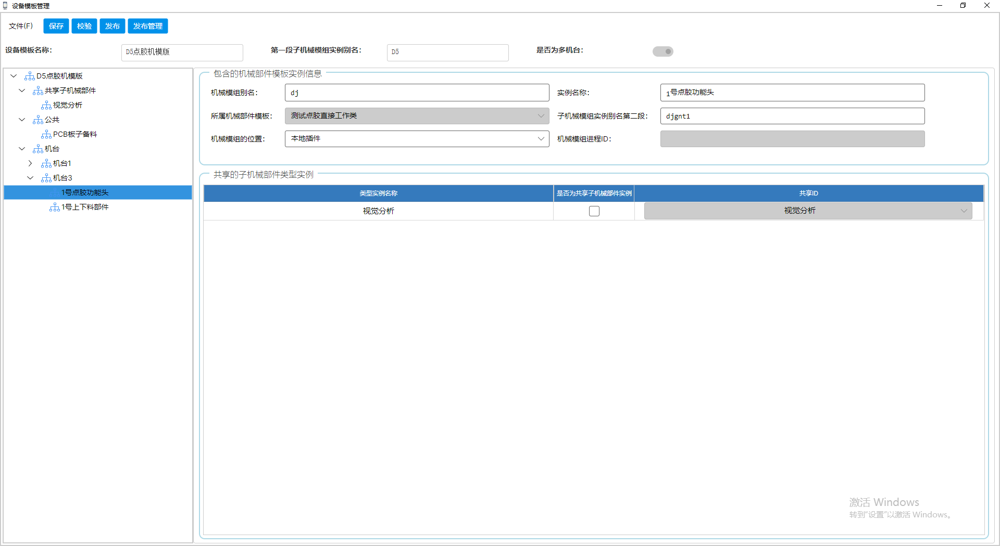 设备模板管理
文件(F) 保存 校验 发布 发布管理
设备模板名称: D5点胶机模版 第一段子机械模组实例别名: D5 是否为多机台:
D5点胶机模版
共享子机械部件
视觉分析
公共
PCB板子备料
机台
机台1
机台3
1号点胶功能头
1号上下料部件
包含的机械部件模板实例信息
机械模组别名: dj 实例名称: 1号点胶功能头
所属机械部件模板: 测试点胶直接工作类 子机械模组实例别名第二段: djgnt1
机械模组的位置: 本地插件 机械模组进程ID:
共享的子机械部件类型实例
类型实例名称 是否为共享子机械部件实例 共享ID
视觉分析 视觉分析
激活 Windows
转到"设置"以激活 Windows。